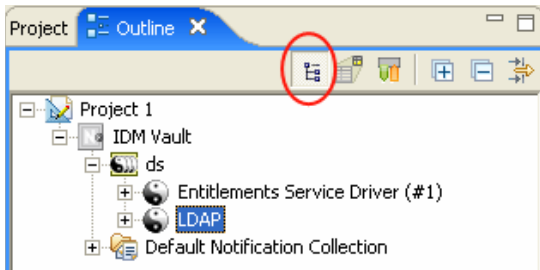 Project Outline
Project 1
IDM Vault
ds
Entitlements Service Driver (#1)
LDAP
Default Notification Collection